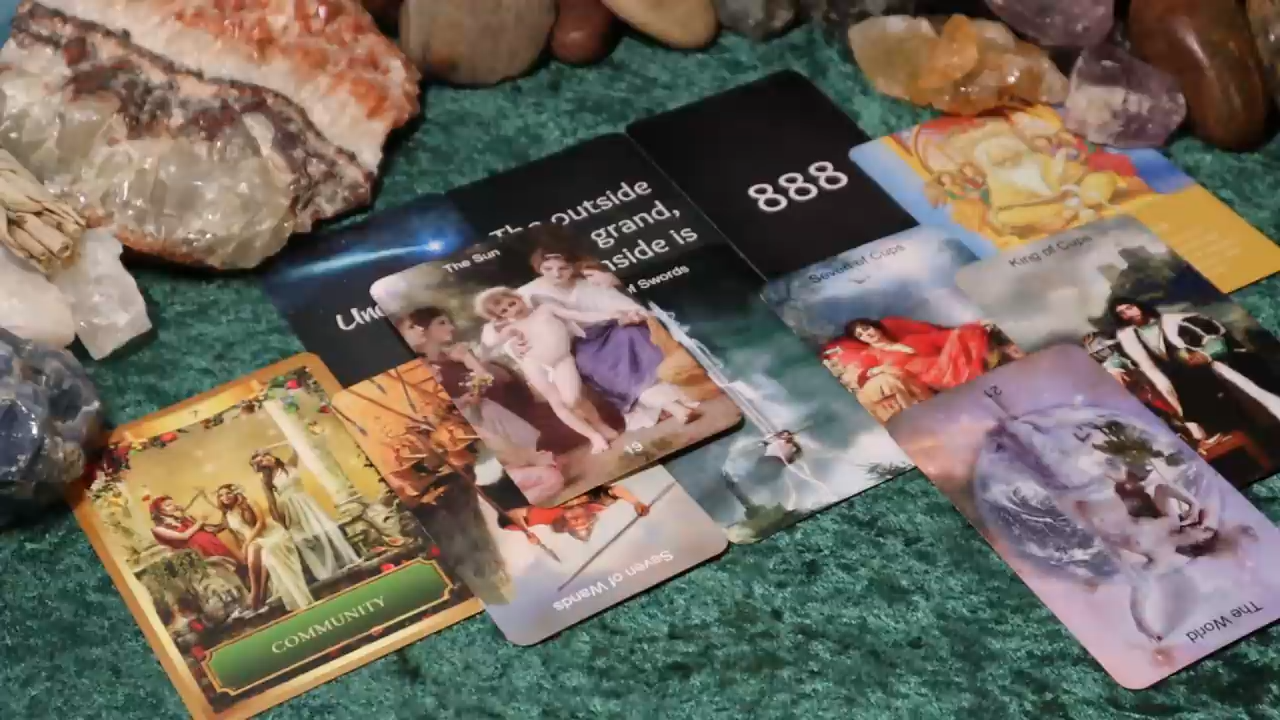 888
The outside
grand,
nside is
The Sun
of Swords
Seven of Cups
King of Cups
19
21
Seven of Wands
The World
COMMUNITY